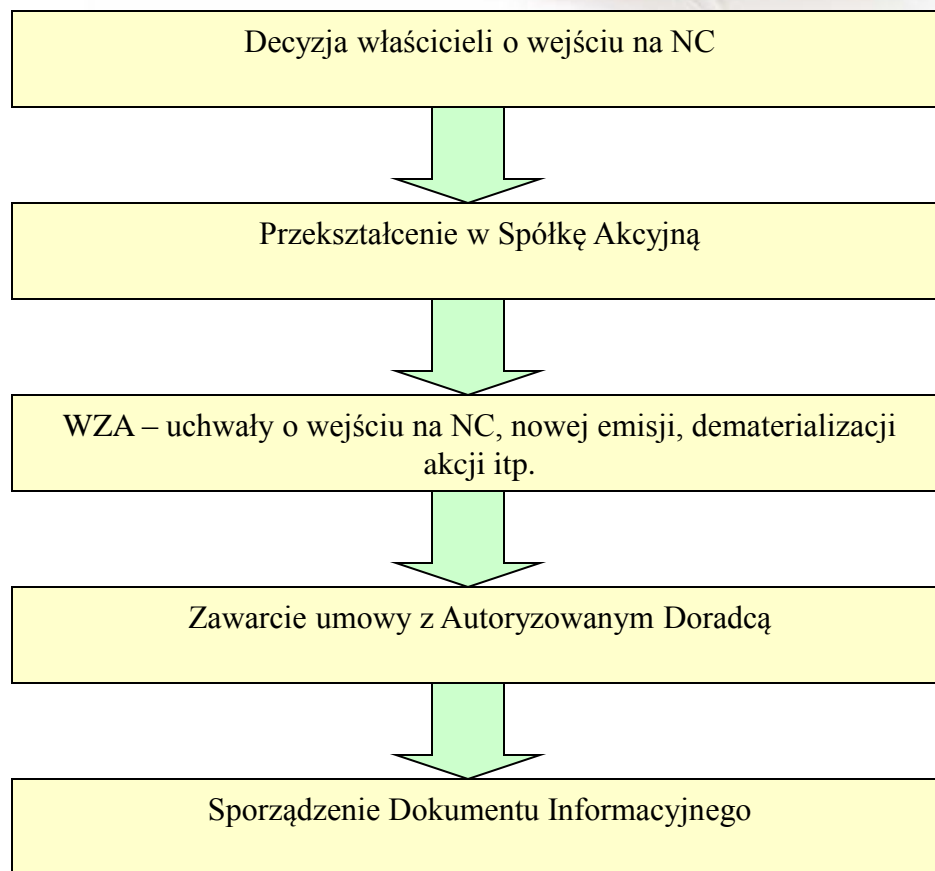 Decyzja właścicieli o wejściu na NC
Przekształcenie w Spółkę Akcyjną
WZA – uchwały o wejściu na NC, nowej emisji, dematerializacji
akcji itp.
Zawarcie umowy z Autoryzowanym Doradcą
Sporządzenie Dokumentu Informacyjnego